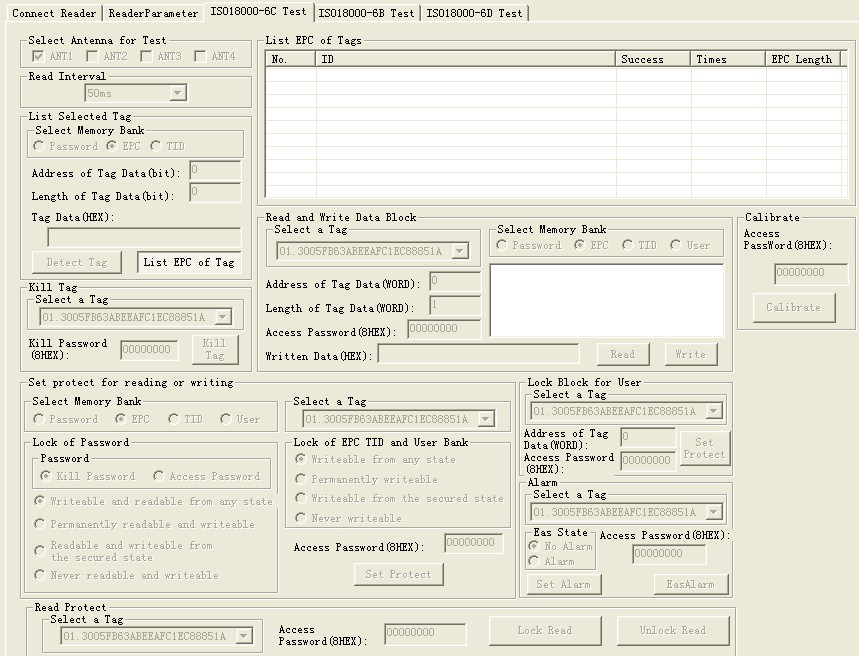 Connect Reader ReaderParameter ISO18000-6C Test ISO18000-6B Test ISO18000-6D Test
Select Antenna for Test
ANT1 ANT2 ANT3 ANT4
Read Interval
50ms
List Selected Tag
Select Memory Bank
Password EPC TID
Address of Tag Data(bit): 0
Length of Tag Data(bit): 0
Tag Data(HEX):
Detect Tag List EPC of Tag
List EPC of Tags
No. ID Success Times EPC Length
Kill Tag
Select a Tag
01.3005FB63ABEEAFC1EC88851A
Kill Password
(8HEX): 00000000 Kill
Tag
Read and Write Data Block
Select a Tag
01.3005FB63ABEEAFC1EC88851A
Address of Tag Data(WORD): 0
Length of Tag Data(WORD): 1
Access Password(8HEX): 00000000
Written Data(HEX):
Select Memory Bank
Password EPC TID User
Read Write
Calibrate
Access
PassWord(8HEX):
00000000
Calibrate
Set protect for reading or writing
Select Memory Bank
Password EPC TID User
Lock of Password
Password
Kill Password Access Password
Writeable and readable from any state
Permanently readable and writeable
Readable and writeable from
the secured state
Never readable and writeable
Select a Tag
01.3005FB63ABEEAFC1EC88851A
Lock of EPC TID and User Bank
Writeable from any state
Permanently writeable
Writeable from the secured state
Never writeable
Access Password(8HEX): 00000000
Set Protect
Lock Block for User
Select a Tag
01.3005FB63ABEEAFC1EC88851A
Address of Tag
Data(WORD): 0
Access Password
(8HEX): 00000000
Set
Protect
Alarm
Select a Tag
01.3005FB63ABEEAFC1EC88851A
Eas State
No Alarm
Alarm
Access Password(8HEX):
00000000
Set Alarm EasAlarm
Read Protect
Select a Tag
01.3005FB63ABEEAFC1EC88851A
Access
Password(8HEX): 00000000
Lock Read Unlock Read